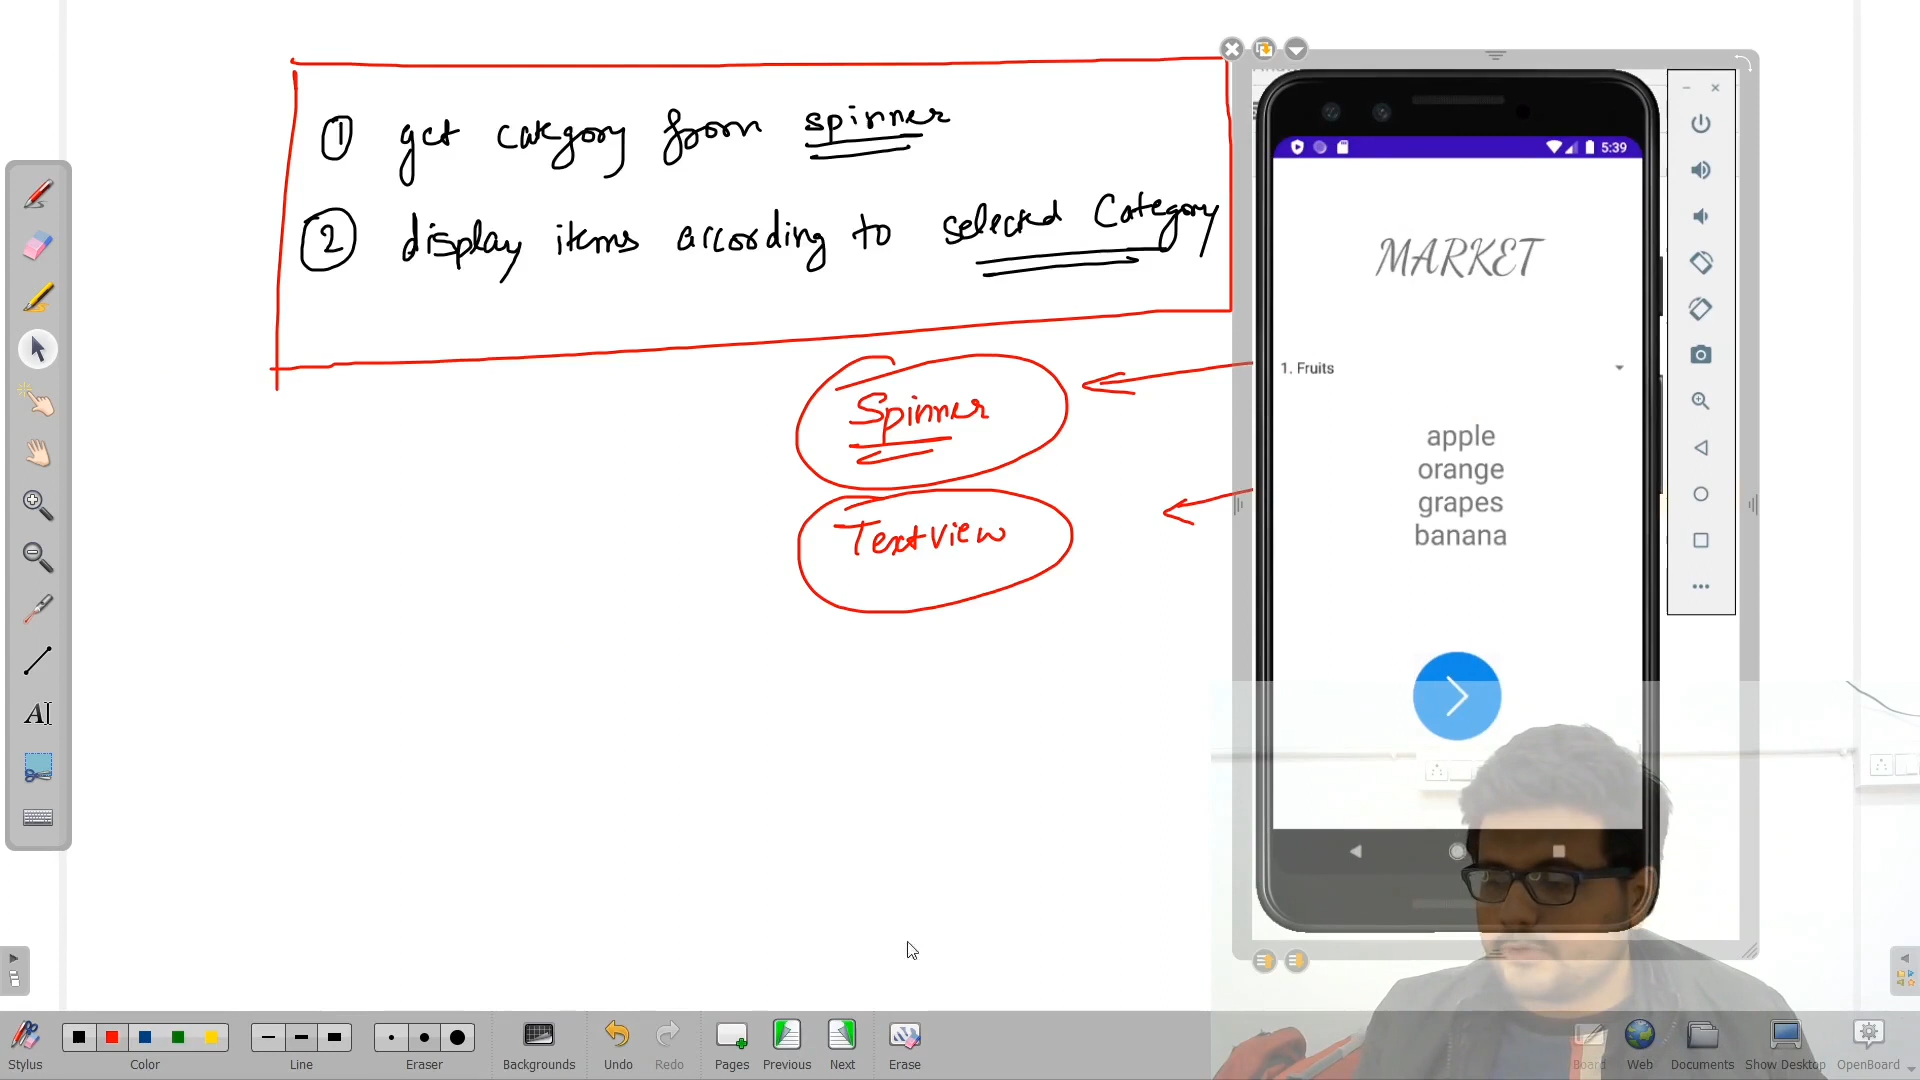 ① get category from spinner
② display items according to selected Category
Spinner
TextView
5:39
MARKET
1. Fruits
apple
orange
grapes
banana
Stylus
Color
Line
Eraser
Backgrounds
Undo
Redo
Pages
Previous
Next
Erase
Board
Web
Documents
Show Desktop
OpenBoard